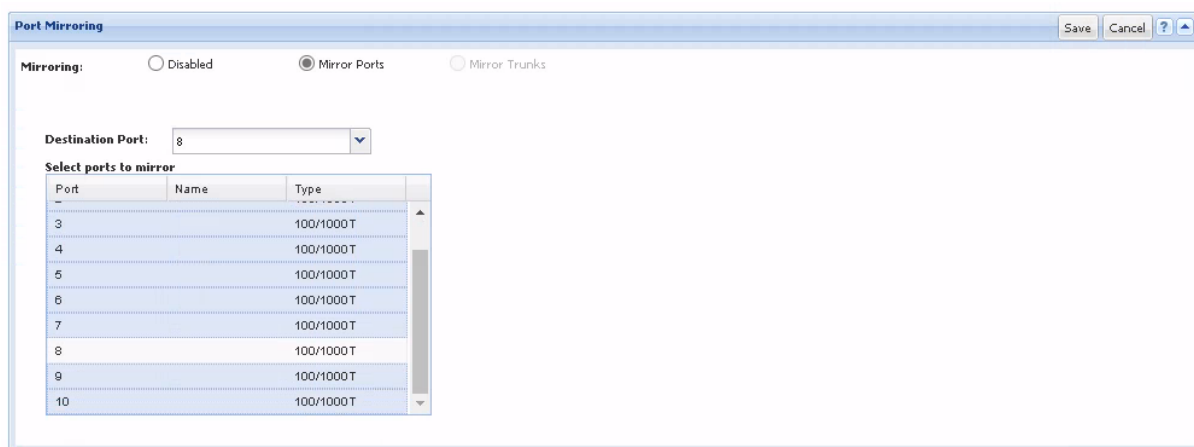 Port Mirroring Save Cancel ?
Mirroring: Disabled Mirror Ports Mirror Trunks
Destination Port: 8
Select ports to mirror
Port Name Type
3 100/1000T
4 100/1000T
5 100/1000T
6 100/1000T
7 100/1000T
8 100/1000T
9 100/1000T
10 100/1000T